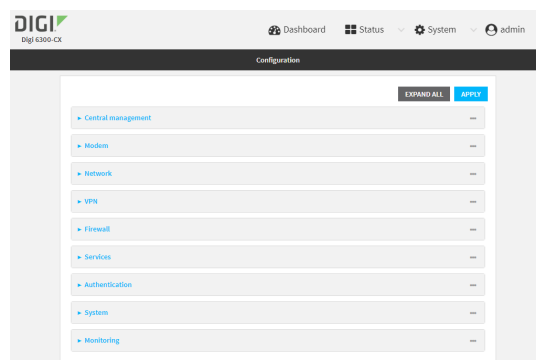 DIGI
Digi 6300-CX
Dashboard Status System admin
Configuration
EXPAND ALL APPLY
Central management
Modem
Network
VPN
Firewall
Services
Authentication
System
Monitoring